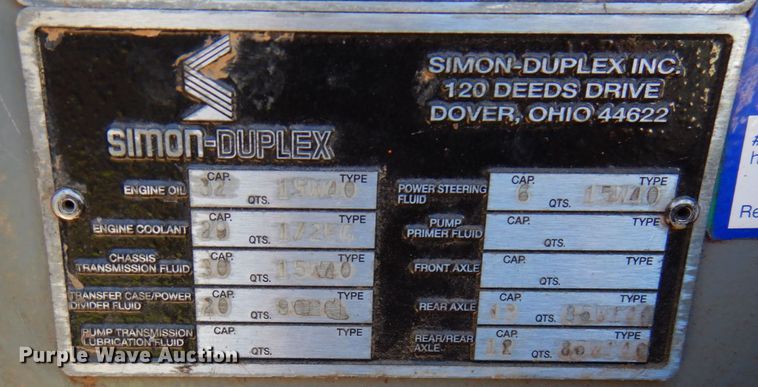 SIMON-DUPLEX INC.
120 DEEDS DRIVE
DOVER, OHIO 44622
SIMON-DUPLEX
ENGINE OIL CAP. 32 QTS. TYPE 15W40
POWER STEERING FLUID CAP. 6 QTS. TYPE 15W40
ENGINE COOLANT CAP. 29 QTS. TYPE
PUMP PRIMER FLUID CAP. QTS. TYPE
CHASSIS TRANSMISSION FLUID CAP. 30 QTS. TYPE 15W40
FRONT AXLE CAP. QTS. TYPE
TRANSFER CASE/POWER DIVIDER FLUID CAP. 20 QTS. TYPE
REAR AXLE CAP. QTS. TYPE
PUMP TRANSMISSION LUBRICATION FLUID CAP. QTS. TYPE
REAR/REAR AXLE CAP. QTS. TYPE
Purple Wave Auction